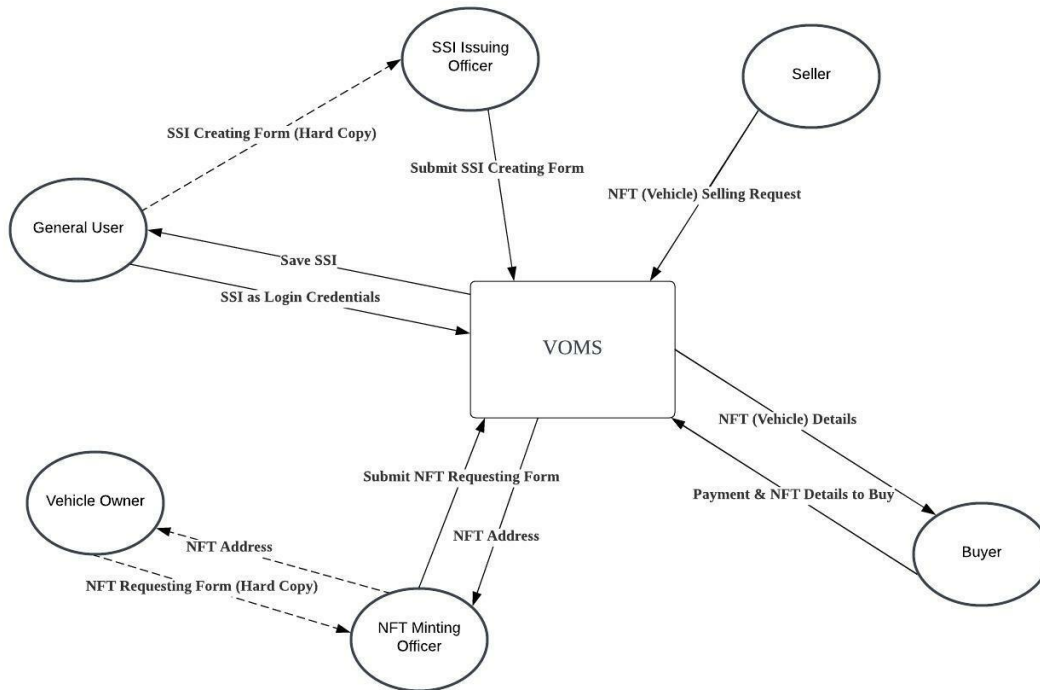 SSI Issuing
Officer
Seller
SSI Creating Form (Hard Copy)
Submit SSI Creating Form
NFT (Vehicle) Selling Request
General User
Save SSI
SSI as Login Credentials
VOMS
NFT (Vehicle) Details
Submit NFT Requesting Form
Payment & NFT Details to Buy
Vehicle Owner
NFT Address
NFT Address
NFT Requesting Form (Hard Copy)
Buyer
NFT Minting
Officer